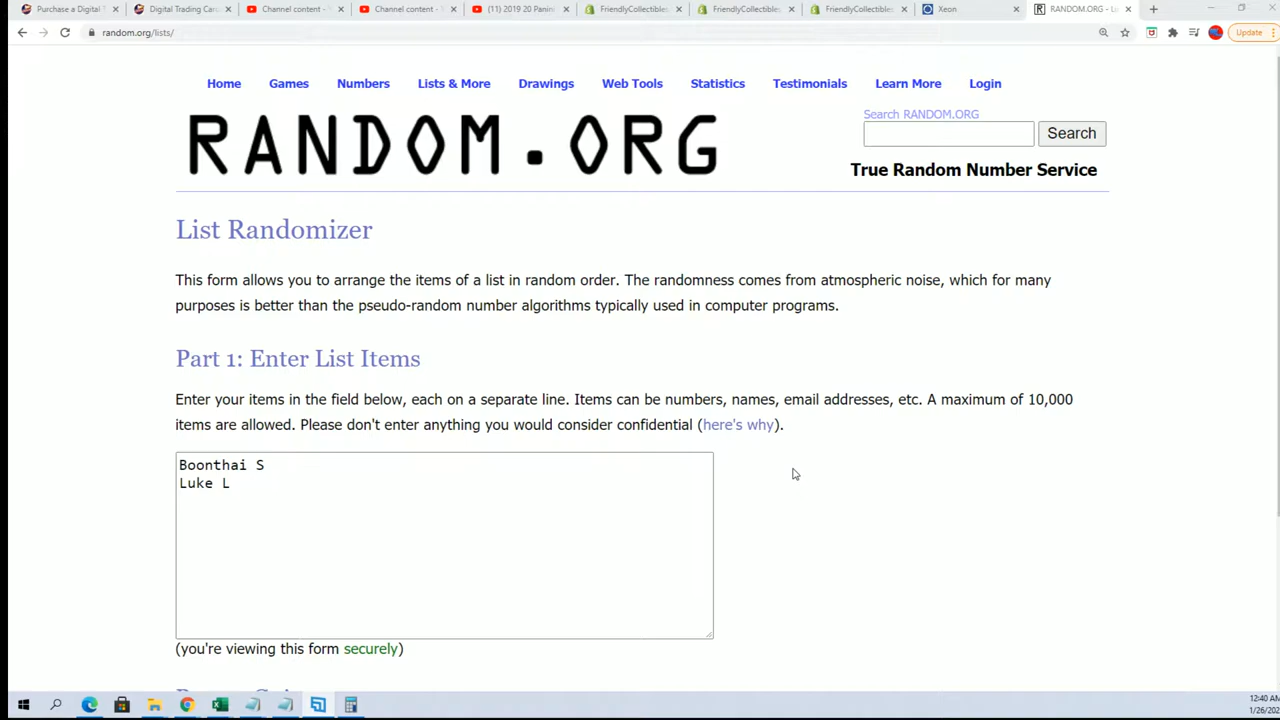 Purchase a Digital T
Digital Trading Card
Channel content -
Channel content -
(11) 2019 20 Panini
FriendlyCollectibles
FriendlyCollectibles
FriendlyCollectibles
Xeon
RANDOM.ORG - L
random.org/lists/
Update
Home Games Numbers Lists & More Drawings Web Tools Statistics Testimonials Learn More Login
RANDOM.ORG
Search RANDOM.ORG
Search
True Random Number Service
List Randomizer
This form allows you to arrange the items of a list in random order. The randomness comes from atmospheric noise, which for many
purposes is better than the pseudo-random number algorithms typically used in computer programs.
Part 1: Enter List Items
Enter your items in the field below, each on a separate line. Items can be numbers, names, email addresses, etc. A maximum of 10,000
items are allowed. Please don't enter anything you would consider confidential (here's why).
Boonthai S
Luke L
(you're viewing this form securely)
12:40 AM
1/26/202